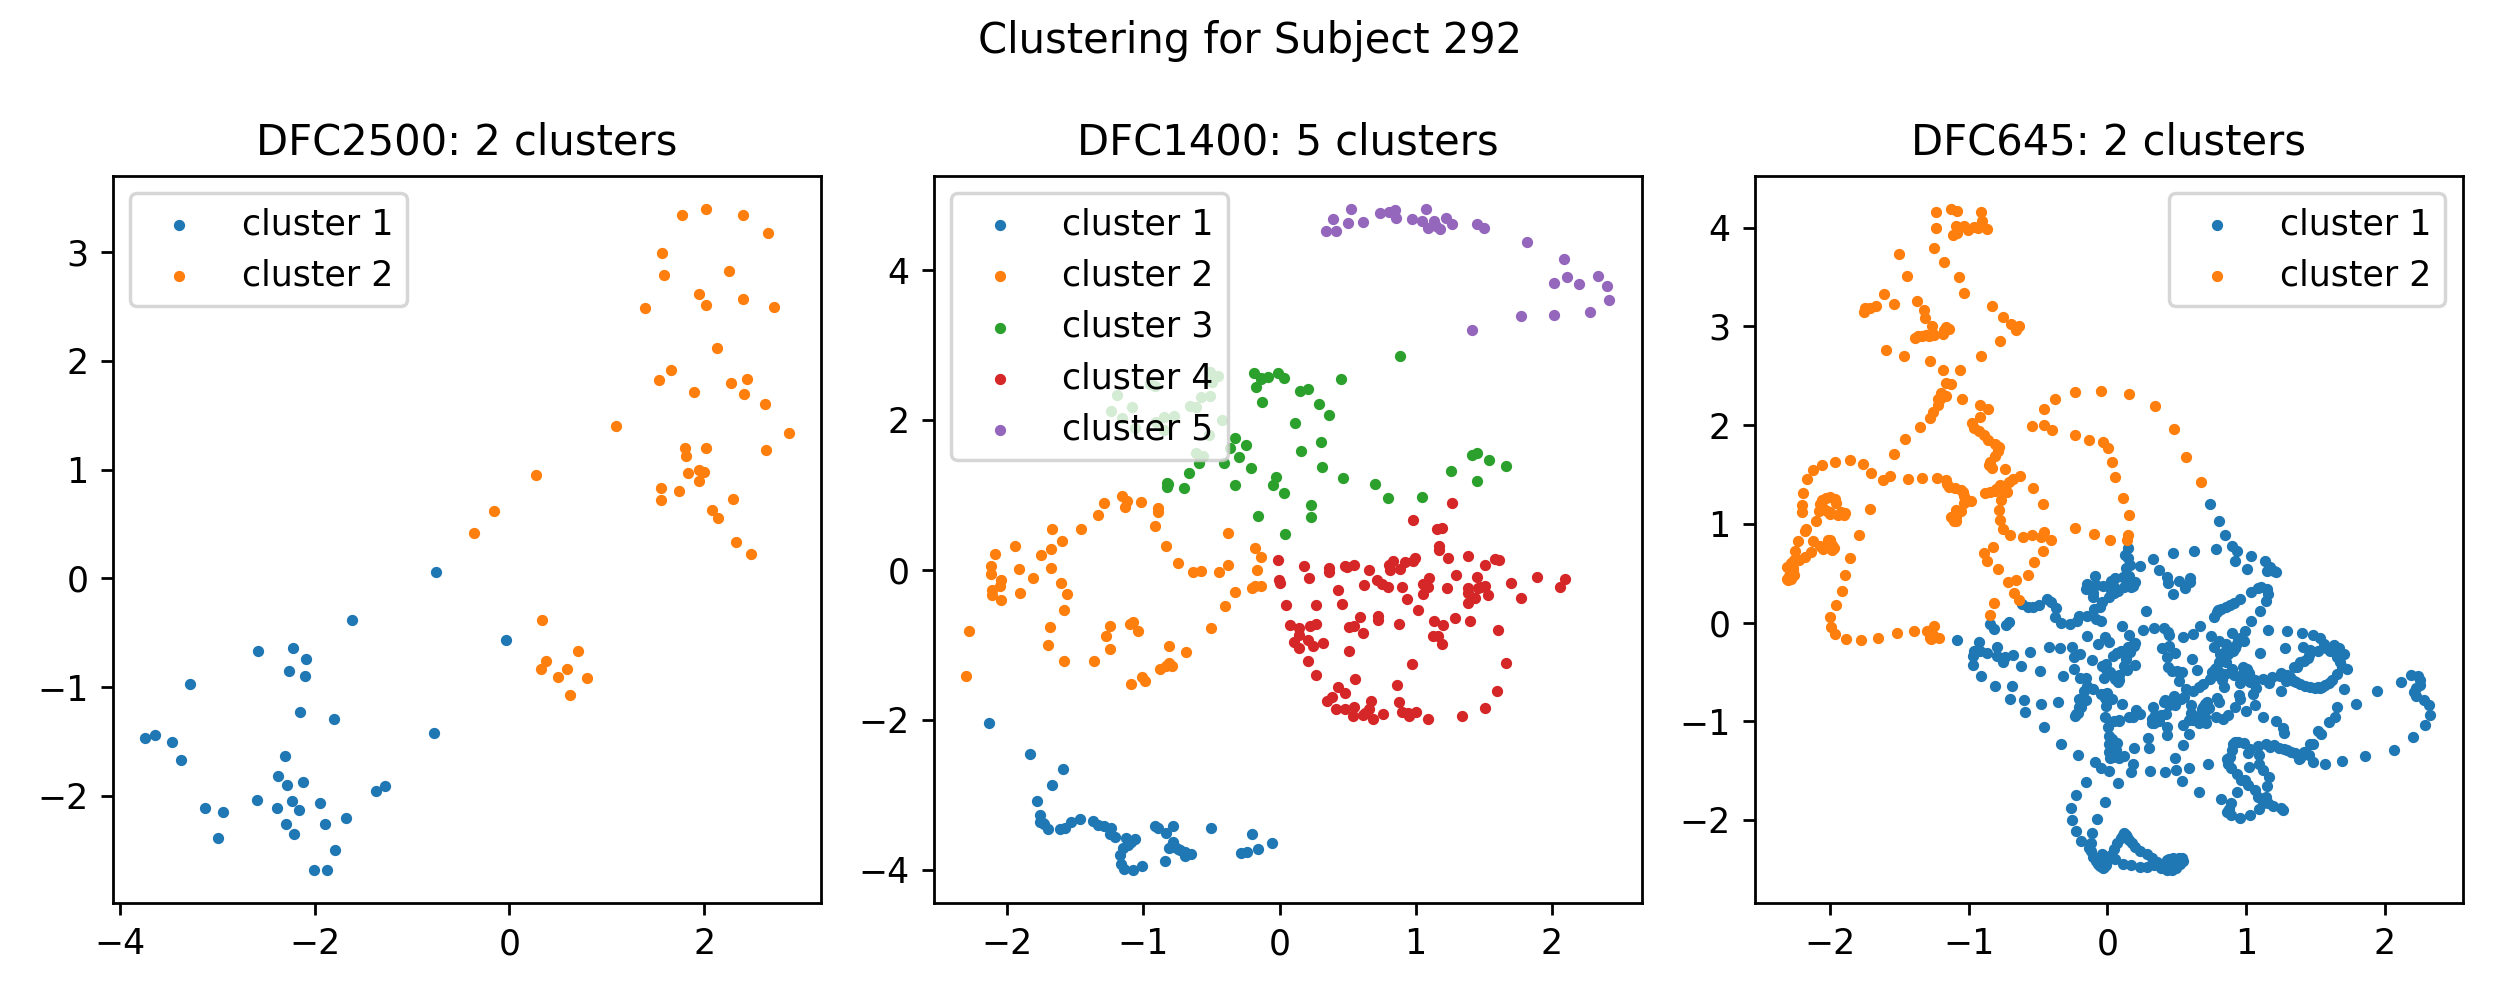 Clustering for Subject 292
DFC2500: 2 clusters
cluster 1
cluster 2
3
2
1
0
−1
−2
−4
−2
0
2
DFC1400: 5 clusters
cluster 1
cluster 2
cluster 3
cluster 4
cluster 5
4
2
0
−2
−4
−2
−1
0
1
2
DFC645: 2 clusters
cluster 1
cluster 2
4
3
2
1
0
−1
−2
−2
−1
0
1
2